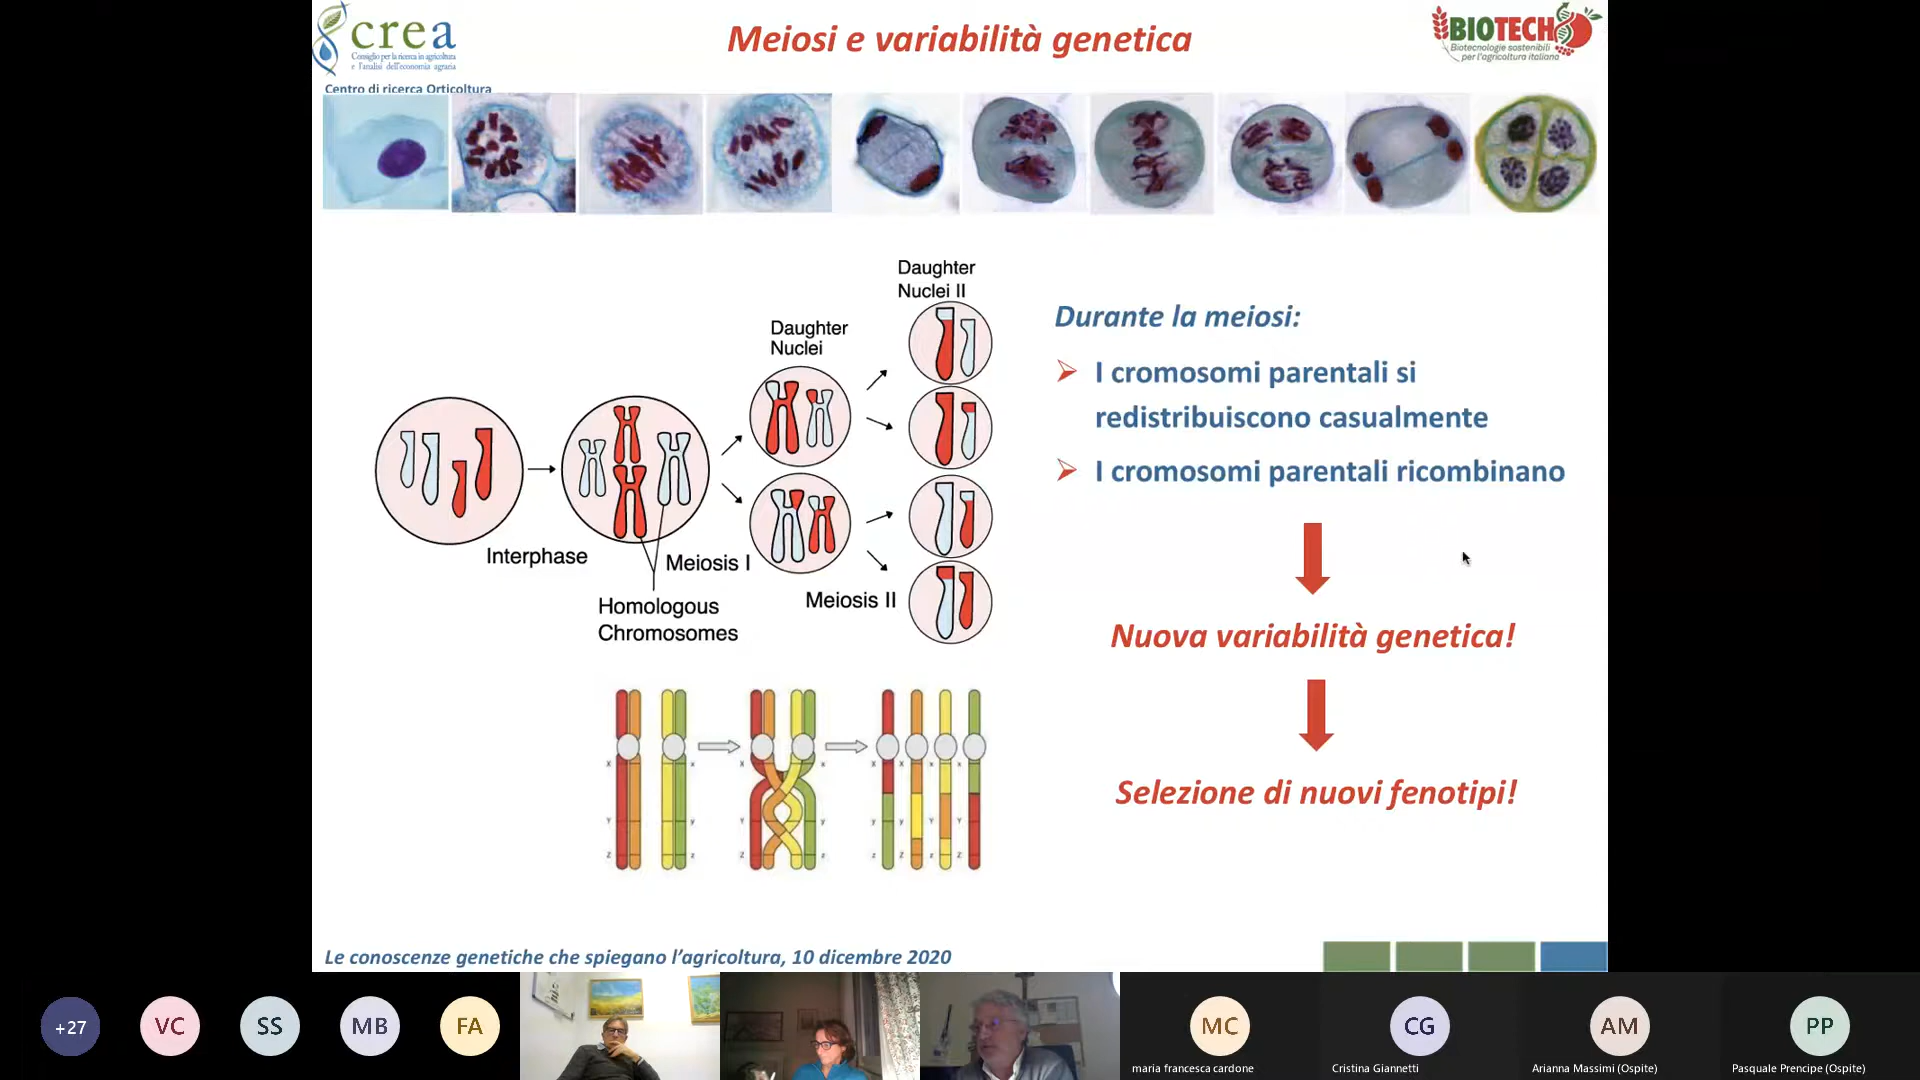 crea
Consiglio per la ricerca in agricoltura
e l'analisi dell'economia agraria
Centro di ricerca Orticoltura
Meiosi e variabilità genetica
BIOTECH
Biotecnologie sostenibili
per l'agricoltura italiana
Daughter
Nuclei II
Daughter
Nuclei
Interphase
Meiosis I
Meiosis II
Homologous
Chromosomes
Durante la meiosi:
I cromosomi parentali si
redistribuiscono casualmente
I cromosomi parentali ricombinano
Nuova variabilità genetica!
Selezione di nuovi fenotipi!
X x X x X X x x
Y y Y y y Y y Y
Z z Z z z Z z Z
Le conoscenze genetiche che spiegano l'agricoltura, 10 dicembre 2020
+27
VC
SS
MB
FA
MC
maria francesca cardone
CG
Cristina Giannetti
AM
Arianna Massimi (Ospite)
PP
Pasquale Prencipe (Ospite)